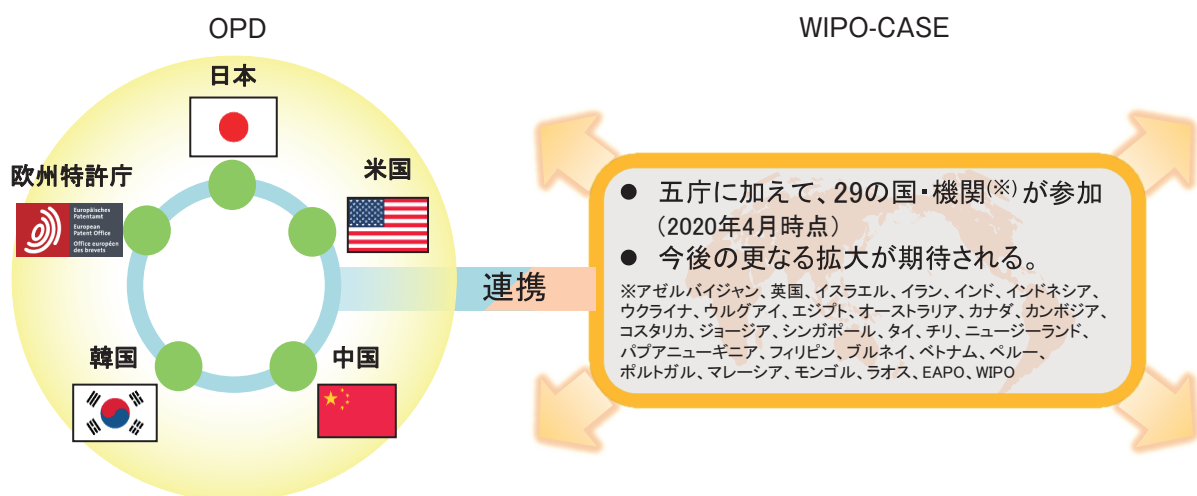 OPD
WIPO-CASE
日本
欧州特許庁
米国
Europäisches
Patentamt
European
Patent Office
Office européen
des brevets
連携
韓国
中国
● 五庁に加えて、29の国・機関(※)が参加
(2020年4月時点)
● 今後の更なる拡大が期待される。
※アゼルバイジャン、英国、イスラエル、イラン、インド、インドネシア、
ウクライナ、ウルグアイ、エジプト、オーストラリア、カナダ、カンボジア、
コスタリカ、ジョージア、シンガポール、タイ、チリ、ニュージーランド、
パプアニューギニア、フィリピン、ブルネイ、ベトナム、ペルー、
ポルトガル、マレーシア、モンゴル、ラオス、EAPO、WIPO